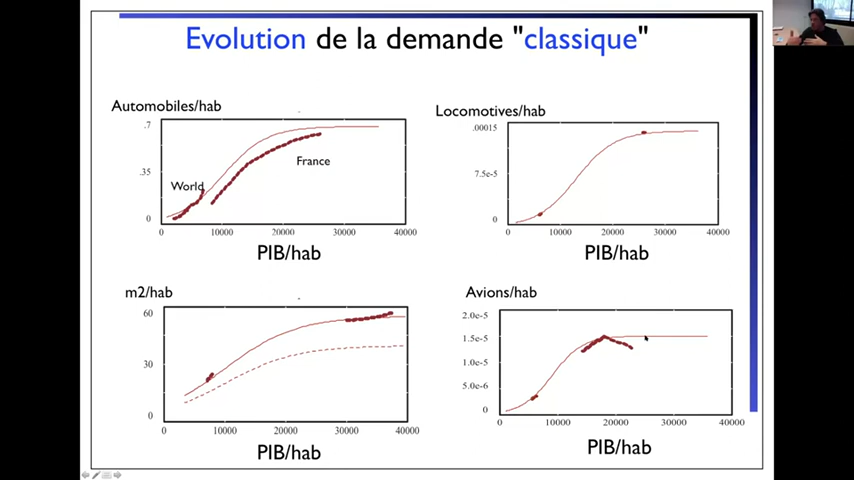 Evolution de la demande "classique"
Automobiles/hab
.7
.35
0
World
France
0 10000 20000 30000 40000
PIB/hab
Locomotives/hab
.00015
7.5e-5
0
0 10000 20000 30000 40000
PIB/hab
m2/hab
60
30
0
0 10000 20000 30000 40000
PIB/hab
Avions/hab
2.0e-5
1.5e-5
1.0e-5
5.0e-6
0
0 10000 20000 30000 40000
PIB/hab